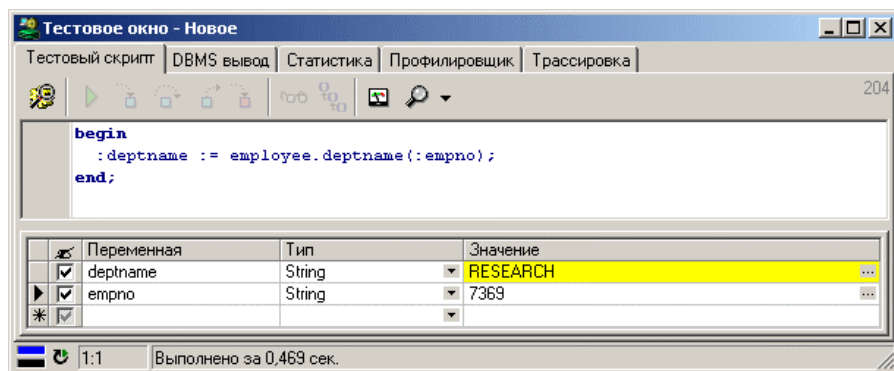 Тестовое окно - Новое
Тестовый скрипт DBMS вывод Статистика Профилировщик Трассировка
204
begin
:deptname := employee.deptname(:empno);
end;
Переменная Тип Значение
deptname String RESEARCH
empno String 7369
1:1 Выполнено за 0,469 сек.